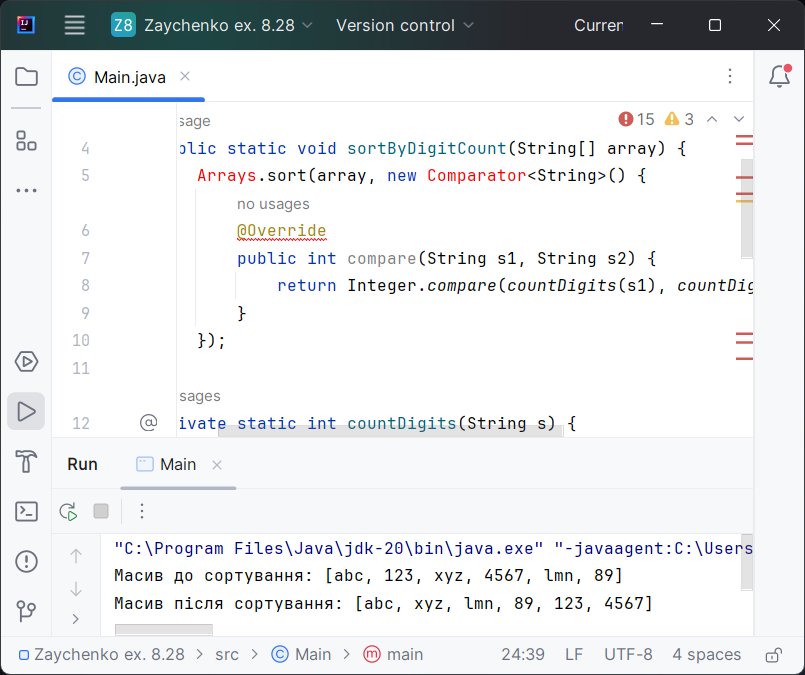 Z8 Zaychenko ex. 8.28 Version control Curren
Main.java
sage
15 3
4 blic static void sortByDigitCount(String[] array) {
5 Arrays.sort(array, new Comparator<String>() {
no usages
6 @Override
7 public int compare(String s1, String s2) {
8 return Integer.compare(countDigits(s1), countDig
9 }
10 });
11
sages
12 @ ivate static int countDigits(String s) {
Run Main
"C:\Program Files\Java\jdk-20\bin\java.exe" "-javaagent:C:\Users
Масив до сортування: [abc, 123, xyz, 4567, lmn, 89]
Масив після сортування: [abc, xyz, lmn, 89, 123, 4567]
Zaychenko ex. 8.28 > src > Main > main 24:39 LF UTF-8 4 spaces